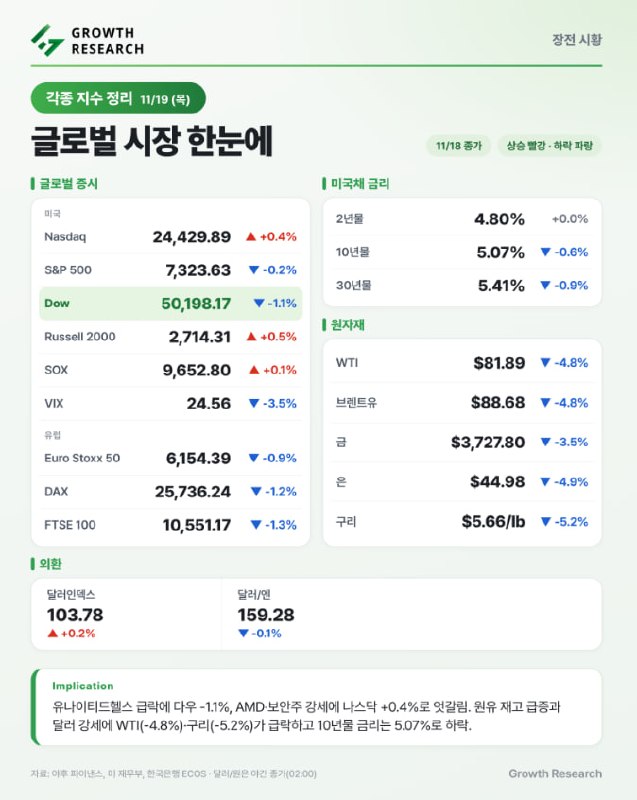 GROWTH
RESEARCH
장전 시황
각종 지수 정리 11/19 (목)
글로벌 시장 한눈에
11/18 종가
상승 빨강 · 하락 파랑
글로벌 증시
미국
Nasdaq 24,429.89 ▲ +0.4%
S&P 500 7,323.63 ▼ -0.2%
Dow 50,198.17 ▼ -1.1%
Russell 2000 2,714.31 ▲ +0.5%
SOX 9,652.80 ▲ +0.1%
VIX 24.56 ▼ -3.5%
유럽
Euro Stoxx 50 6,154.39 ▼ -0.9%
DAX 25,736.24 ▼ -1.2%
FTSE 100 10,551.17 ▼ -1.3%
미국채 금리
2년물 4.80% +0.0%
10년물 5.07% ▼ -0.6%
30년물 5.41% ▼ -0.9%
원자재
WTI $81.89 ▼ -4.8%
브렌트유 $88.68 ▼ -4.8%
금 $3,727.80 ▼ -3.5%
은 $44.98 ▼ -4.9%
구리 $5.66/lb ▼ -5.2%
외환
달러인덱스
103.78
▲ +0.2%
달러/엔
159.28
▼ -0.1%
Implication
유나이티드헬스 급락에 다우 -1.1%, AMD·보안주 강세에 나스닥 +0.4%로 엇갈림. 원유 재고 급증과
달러 강세에 WTI(-4.8%)·구리(-5.2%)가 급락하고 10년물 금리는 5.07%로 하락.
자료: 야후 파이낸스, 미 재무부, 한국은행 ECOS · 달러/원은 야간 종가(02:00)
Growth Research